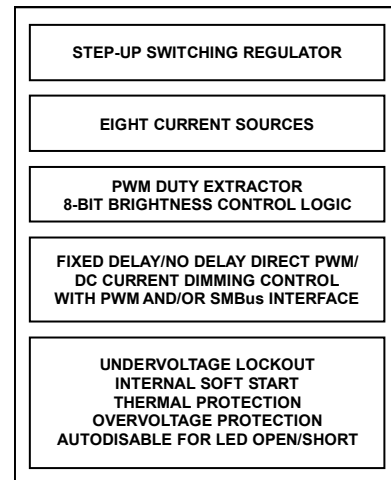 STEP-UP SWITCHING REGULATOR
EIGHT CURRENT SOURCES
PWM DUTY EXTRACTOR
8-BIT BRIGHTNESS CONTROL LOGIC
FIXED DELAY/NO DELAY DIRECT PWM/
DC CURRENT DIMMING CONTROL
WITH PWM AND/OR SMBus INTERFACE
UNDERVOLTAGE LOCKOUT
INTERNAL SOFT START
THERMAL PROTECTION
OVERVOLTAGE PROTECTION
AUTODISABLE FOR LED OPEN/SHORT